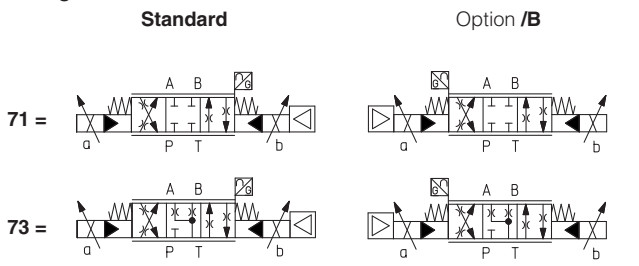 Standard Option /B
A B G A B G
71 =
a P T b a P T b
A B G A B G
73 =
a P T b a P T b